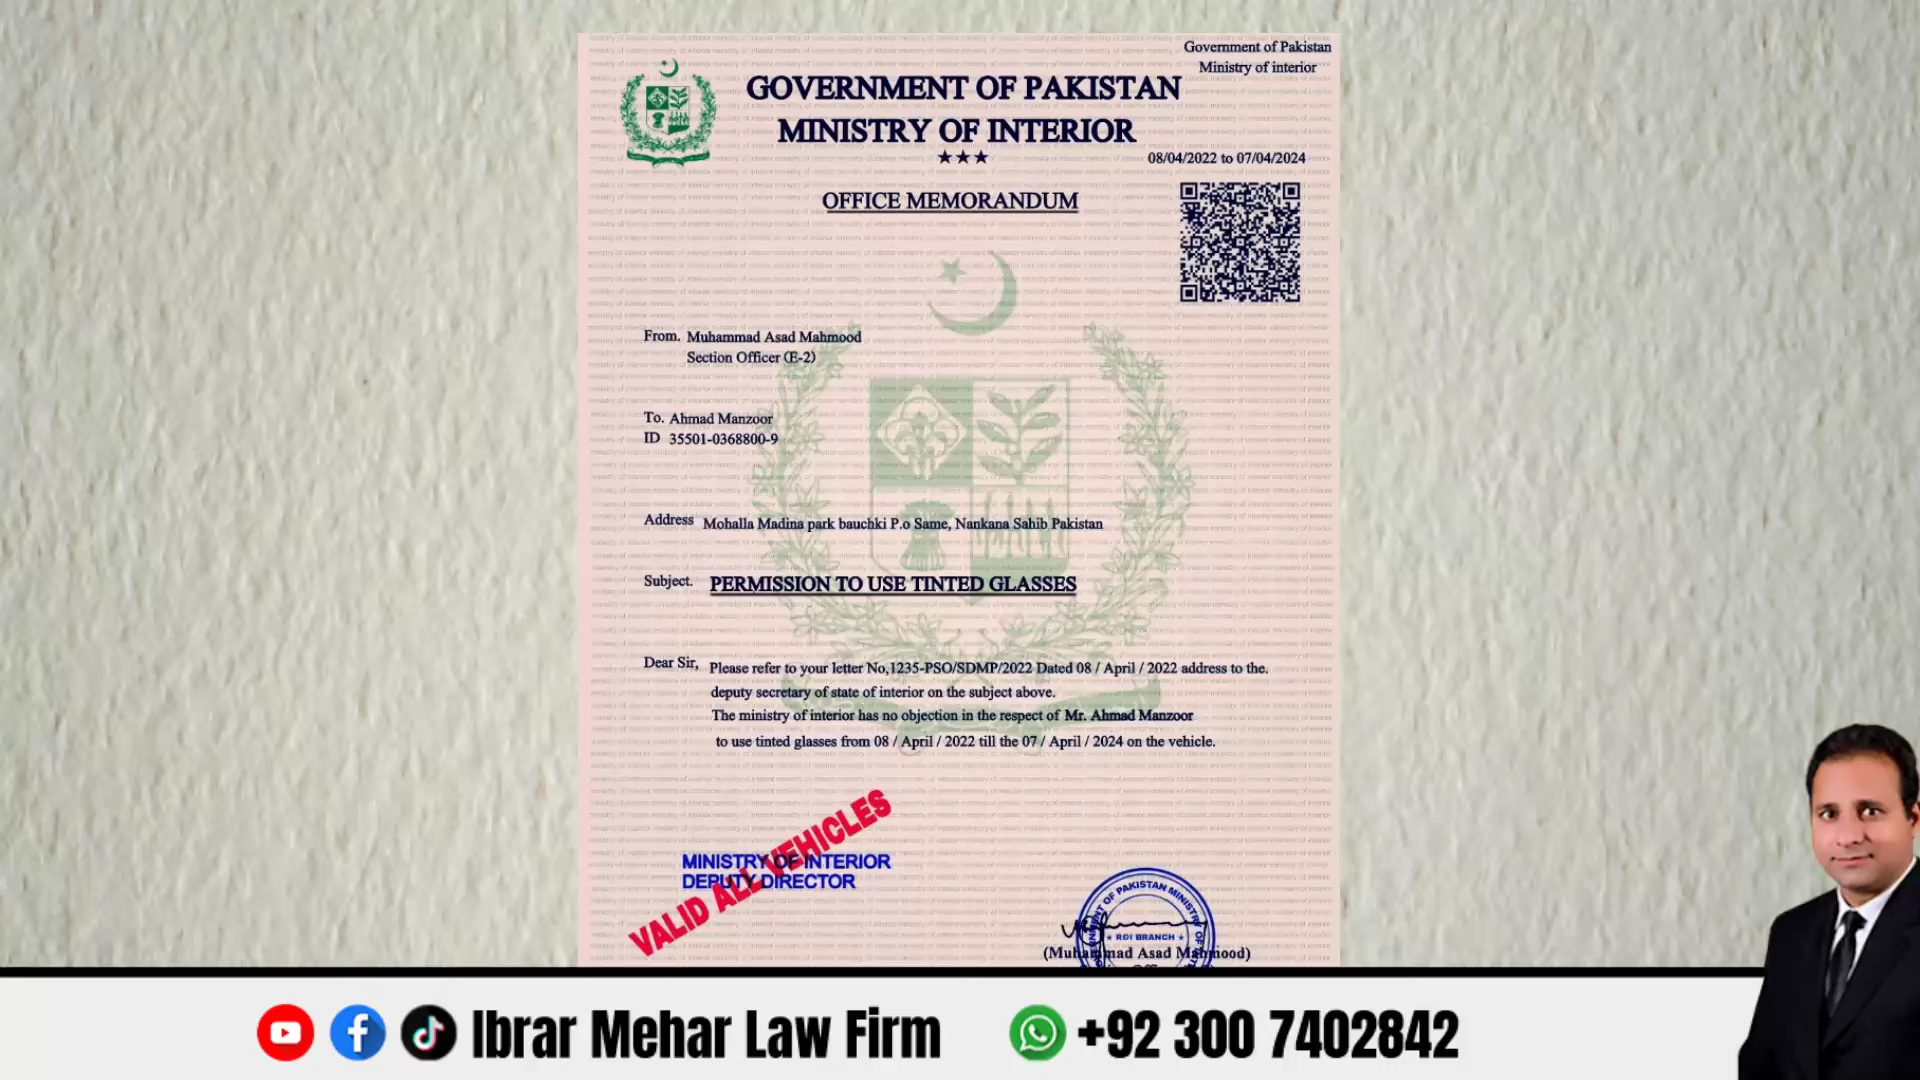 Government of Pakistan
Ministry of interior
GOVERNMENT OF PAKISTAN
MINISTRY OF INTERIOR
★★★
08/04/2022 to 07/04/2024
OFFICE MEMORANDUM
From. Muhammad Asad Mahmood
Section Officer (E-2)
To. Ahmad Manzoor
ID 35501-0368800-9
Address Mohalla Madina park bauchki P.o Same, Nankana Sahib Pakistan
Subject. PERMISSION TO USE TINTED GLASSES
Dear Sir, Please refer to your letter No,1235-PSO/SDMP/2022 Dated 08 / April / 2022 address to the.
deputy secretary of state of interior on the subject above.
The ministry of interior has no objection in the respect of Mr. Ahmad Manzoor
to use tinted glasses from 08 / April / 2022 till the 07 / April / 2024 on the vehicle.
VALID ALL VEHICLES
MINISTRY OF INTERIOR
DEPUTY DIRECTOR
OF PAKISTAN MINISTRY OF
★ R&I BRANCH ★
(Muhammad Asad Mahmood)
Ibrar Mehar Law Firm
+92 300 7402842